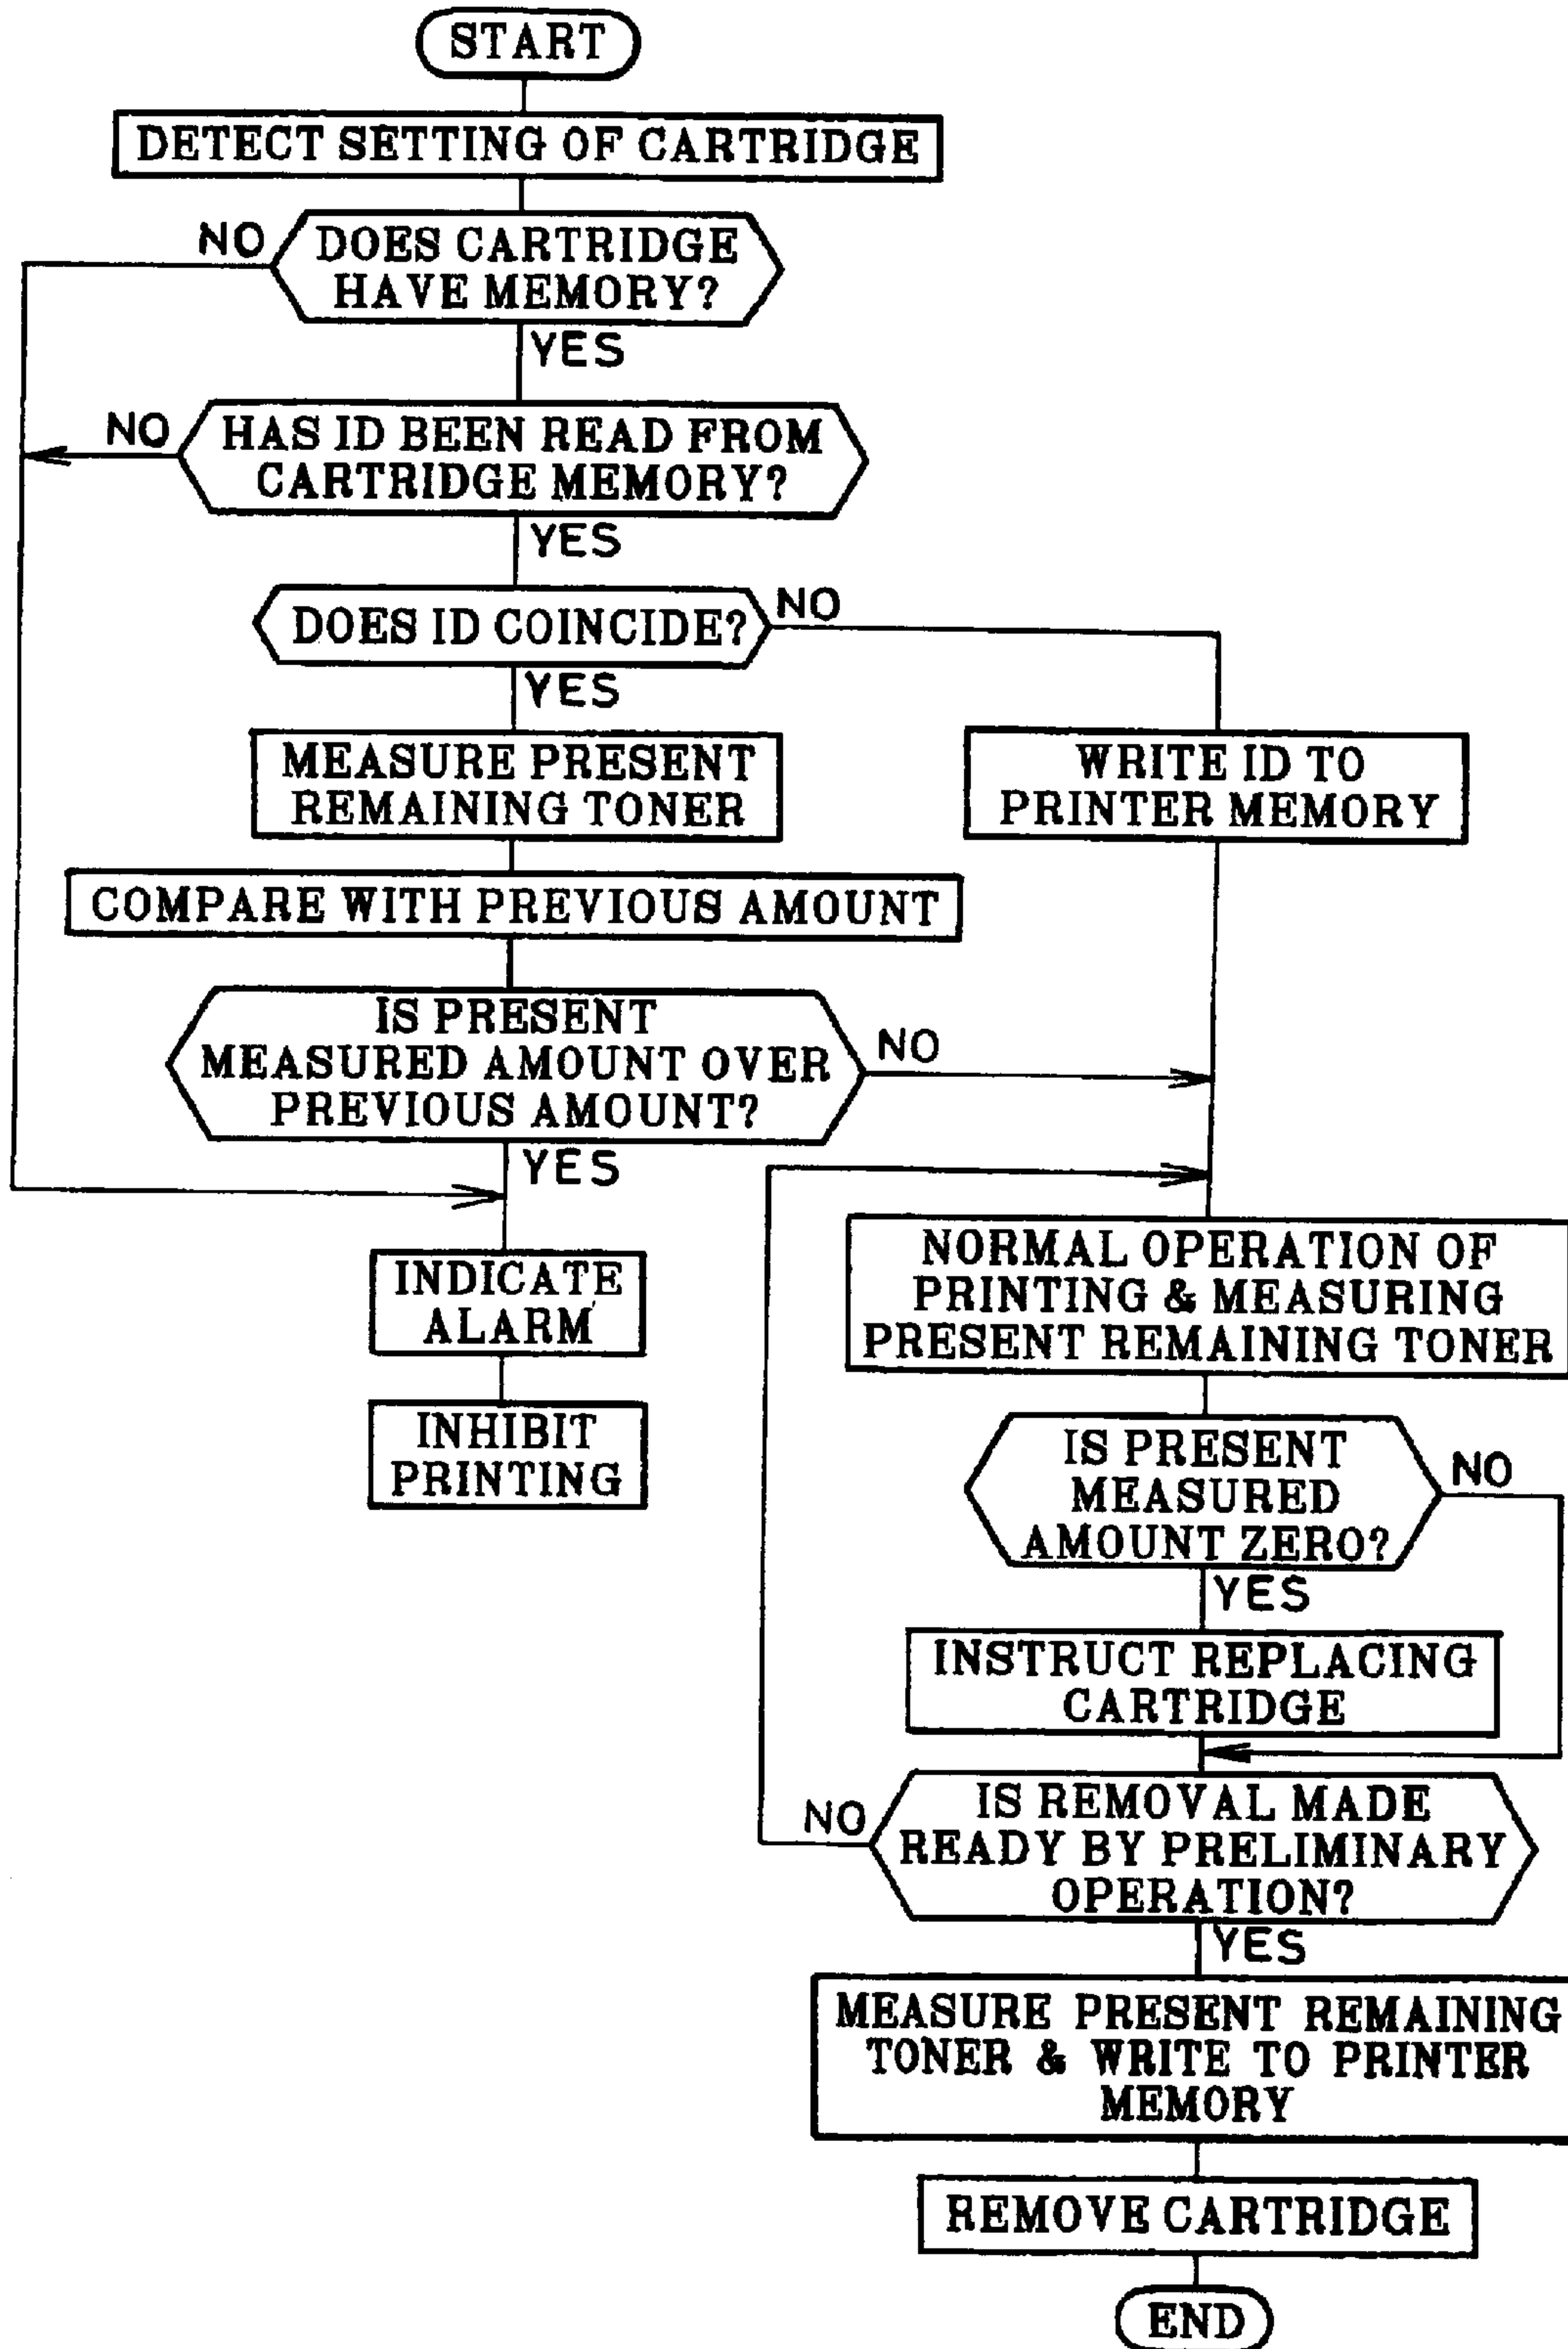 START
DETECT SETTING OF CARTRIDGE
NO
DOES CARTRIDGE
HAVE MEMORY?
YES
NO
HAS ID BEEN READ FROM
CARTRIDGE MEMORY?
YES
DOES ID COINCIDE?
NO
YES
MEASURE PRESENT
REMAINING TONER
WRITE ID TO
PRINTER MEMORY
COMPARE WITH PREVIOUS AMOUNT
IS PRESENT
MEASURED AMOUNT OVER
PREVIOUS AMOUNT?
NO
YES
INDICATE
ALARM
INHIBIT
PRINTING
NORMAL OPERATION OF
PRINTING & MEASURING
PRESENT REMAINING TONER
IS PRESENT
MEASURED
AMOUNT ZERO?
NO
YES
INSTRUCT REPLACING
CARTRIDGE
NO
IS REMOVAL MADE
READY BY PRELIMINARY
OPERATION?
YES
MEASURE PRESENT REMAINING
TONER & WRITE TO PRINTER
MEMORY
REMOVE CARTRIDGE
END